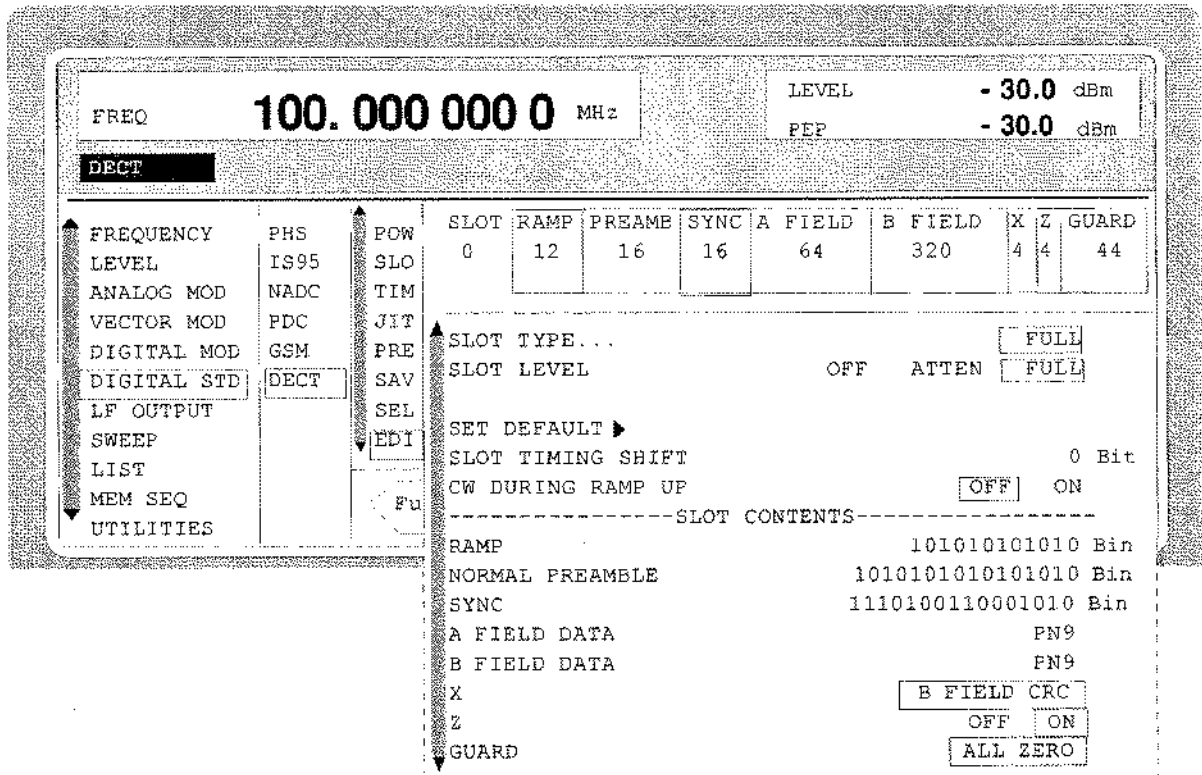 FREQ 100. 000 000 0 MHz
LEVEL - 30.0 dBm
PEP - 30.0 dBm
DECT
FREQUENCY
LEVEL
ANALOG MOD
VECTOR MOD
DIGITAL MOD
DIGITAL STD
LF OUTPUT
SWEEP
LIST
MEM SEQ
UTILITIES
PHS
IS95
NADC
PDC
GSM
DECT
POW
SLO
TIM
JIT
PRE
SAV
SEL
EDI
Fu
SLOT RAMP PREAMB SYNC A FIELD B FIELD X Z GUARD
0 12 16 16 64 320 4 4 44
SLOT TYPE... FULL
SLOT LEVEL OFF ATTEN FULL
SET DEFAULT
SLOT TIMING SHIFT 0 Bit
CW DURING RAMP UP OFF ON
-----------------SLOT CONTENTS-----------------
RAMP 101010101010 Bin
NORMAL PREAMBLE 1010101010101010 Bin
SYNC 1110100110001010 Bin
A FIELD DATA PN9
B FIELD DATA PN9
X B FIELD CRC
Z OFF ON
GUARD ALL ZERO